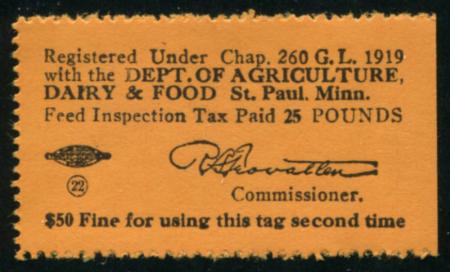 Registered Under Chap. 260 G. L. 1919
with the DEPT. OF AGRICULTURE,
DAIRY & FOOD St. Paul. Minn.
Feed Inspection Tax Paid 25 POUNDS
22
Commissioner.
$50 Fine for using this tag second time